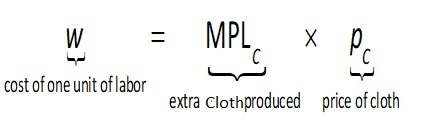 w = MPL_C × p_C
cost of one unit of labor
extra Clothproduced price of cloth